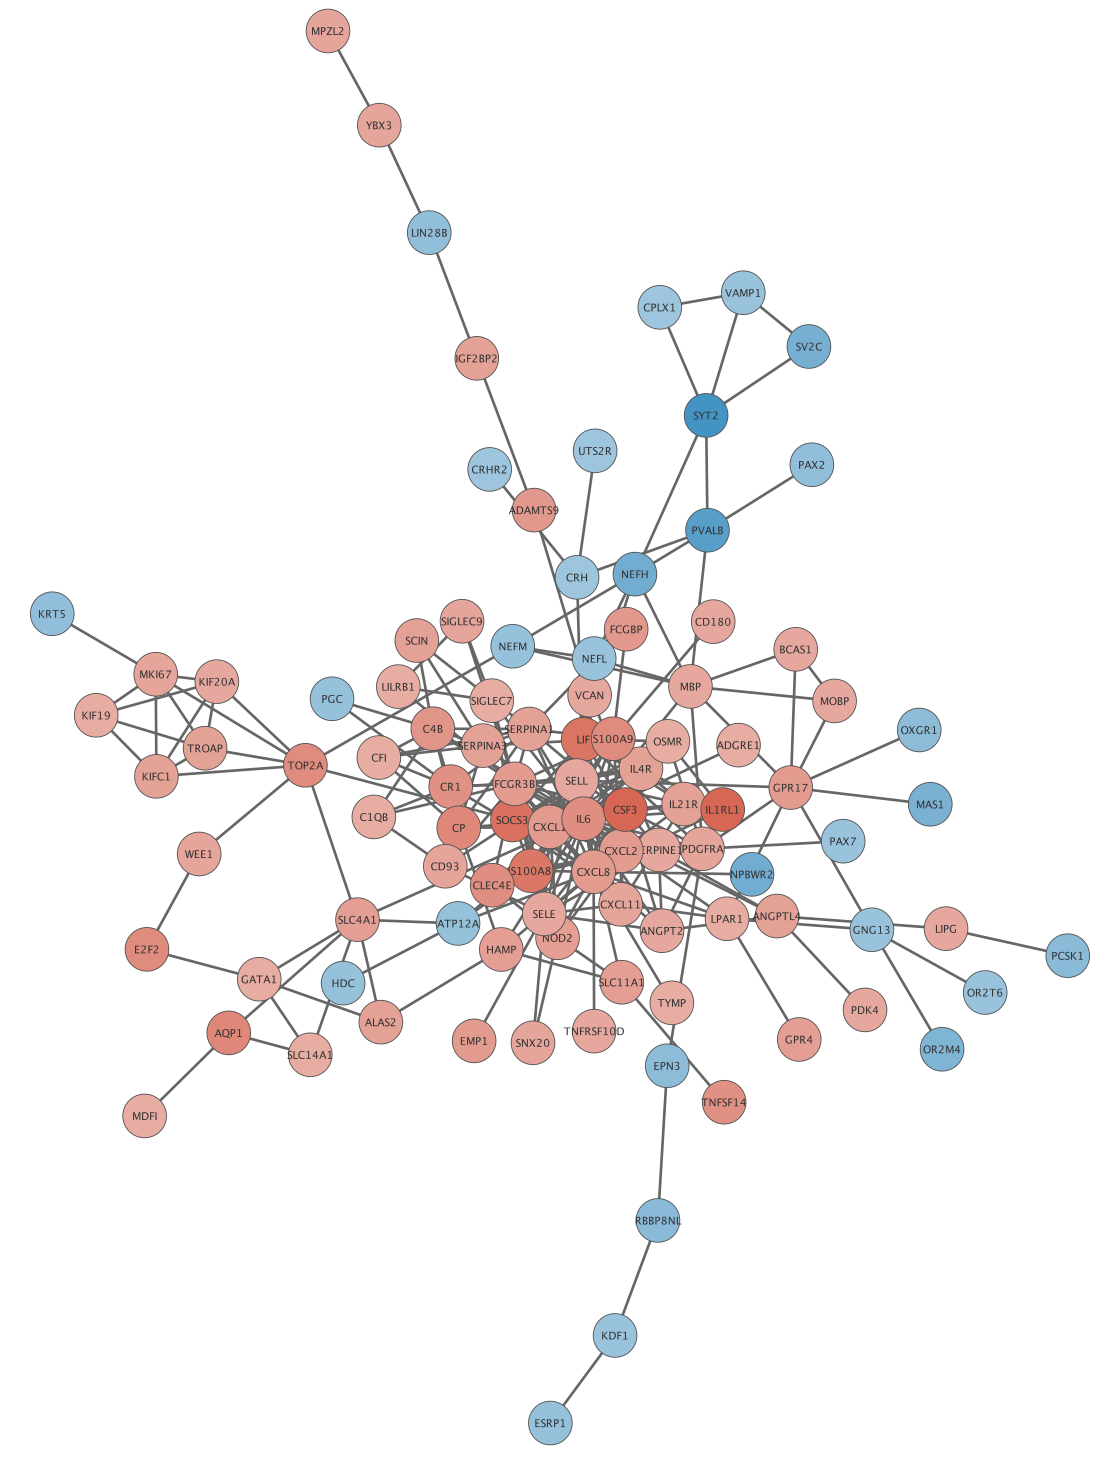 MPZL2
YBX3
LIN28B
CPLX1
VAMP1
SV2C
IGF2BP2
SYT2
UTS2R
CRHR2
PAX2
ADAMTS9
PVALB
CRH
NEFH
KRT5
SIGLEC9
CD180
FCGBP
SCIN
NEFM
BCAS1
NEFL
MKI67
KIF20A
LILRB1
MBP
VCAN
PGC
SIGLEC7
MOBP
KIF19
C4B
SERPINA1
OXGR1
LIF
S100A9
OSMR
SERPINA3
ADGRE1
TROAP
CFI
TOP2A
IL4R
KIFC1
SELL
FCGR3B
CR1
GPR17
IL21R
MAS1
CSF3
IL1RL1
C1QB
IL6
SOCS3
CP
CXCL1
PAX7
CXCL2
ERPINE1
PDGFRA
WEE1
CD93
S100A8
CXCL8
NPBWR2
CLEC4E
CXCL11
SELE
SLC4A1
ATP12A
LPAR1
ANGPTL4
LIPG
GNG13
ANGPT2
NOD2
E2F2
HAMP
PCSK1
GATA1
HDC
SLC11A1
OR2T6
TYMP
PDK4
ALAS2
AQP1
TNFRSF10D
EMP1
SNX20
GPR4
OR2M4
SLC14A1
EPN3
TNFSF14
MDFI
RBBP8NL
KDF1
ESRP1